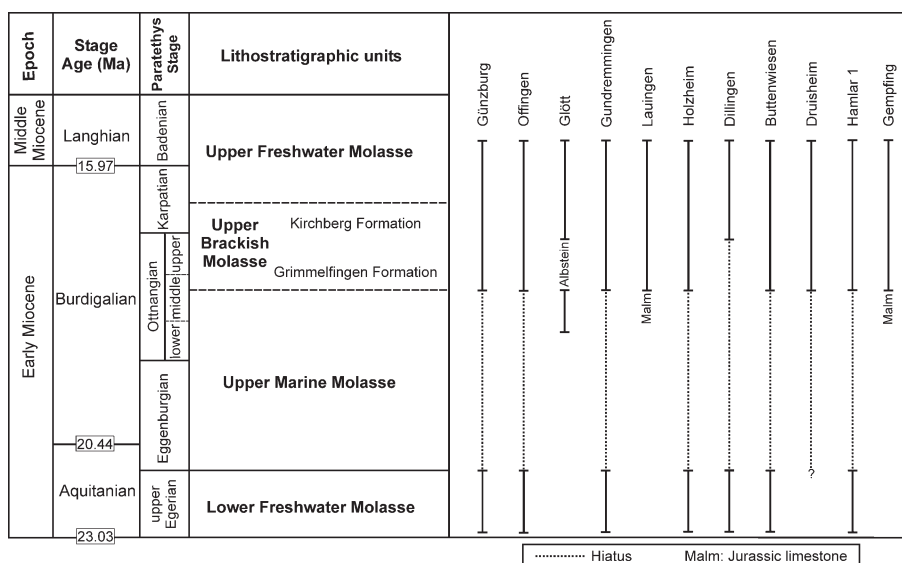 Epoch
Stage
Age (Ma)
Paratethys
Stage
Lithostratigraphic units
Günzburg
Offingen
Glött
Gundremmingen
Lauingen
Holzheim
Dillingen
Buttenwiesen
Druisheim
Hamlar 1
Gempfing
Middle
Miocene
Langhian
Badenian
Upper Freshwater Molasse
15.97
Early Miocene
Burdigalian
Karpatian
Upper
Brackish
Molasse
Kirchberg Formation
Grimmelfingen Formation
Ottnangian
upper
middle
lower
Albstein
Malm
Malm
Upper Marine Molasse
Eggenburgian
20.44
Aquitanian
upper
Egerian
Lower Freshwater Molasse
?
23.03
Hiatus Malm: Jurassic limestone